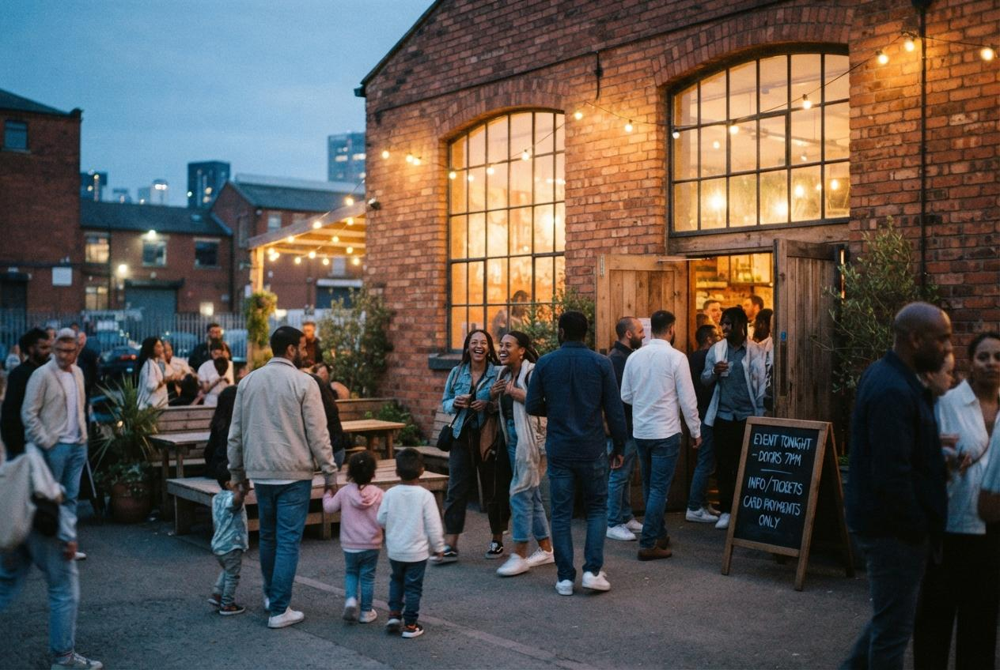 EVENT TONIGHT
- DOORS 7PM
INFO/TICKETS
CARD PAYMENTS
ONLY